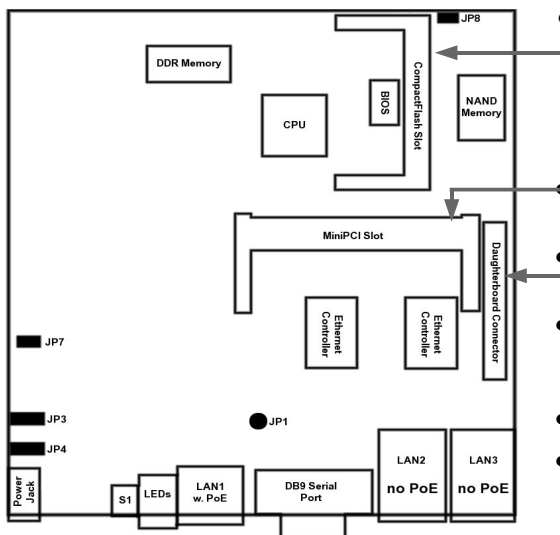 JP8
DDR Memory
CompactFlash Slot
BIOS
NAND
Memory
CPU
MiniPCI Slot
Daughterboard Connector
Ethernet
Controller
Ethernet
Controller
JP7
JP3
JP1
JP4
Power
Jack
S1
LEDs
LAN1
w. PoE
DB9 Serial
Port
LAN2
no PoE
LAN3
no PoE